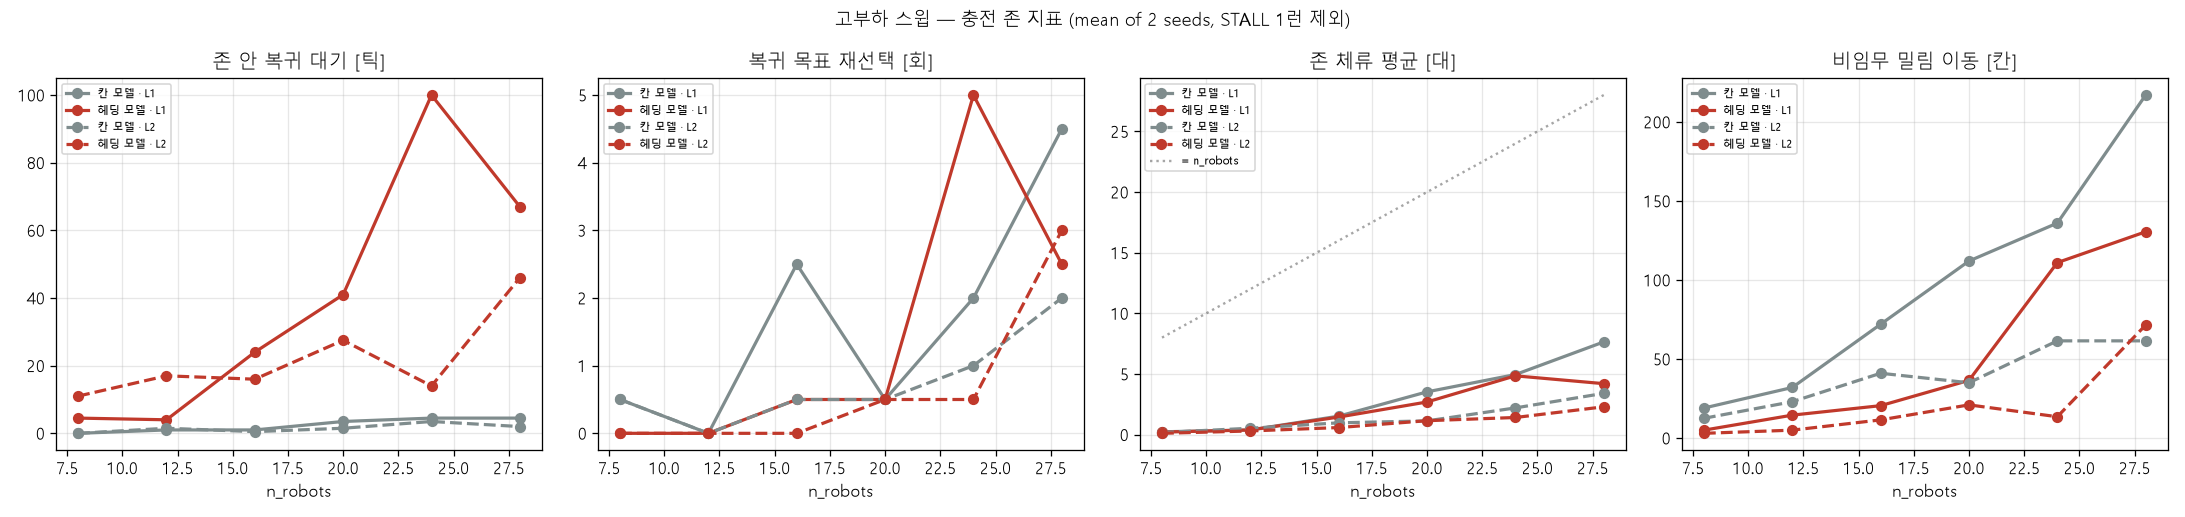 고부하 스윕 — 충전 존 지표 (mean of 2 seeds, STALL 1런 제외)
존 안 복귀 대기 [틱]
칸 모델 · L1
헤딩 모델 · L1
칸 모델 · L2
헤딩 모델 · L2
100
80
60
40
20
0
7.5 10.0 12.5 15.0 17.5 20.0 22.5 25.0 27.5
n_robots
복귀 목표 재선택 [회]
칸 모델 · L1
헤딩 모델 · L1
칸 모델 · L2
헤딩 모델 · L2
5
4
3
2
1
0
7.5 10.0 12.5 15.0 17.5 20.0 22.5 25.0 27.5
n_robots
존 체류 평균 [대]
칸 모델 · L1
헤딩 모델 · L1
칸 모델 · L2
헤딩 모델 · L2
= n_robots
25
20
15
10
5
0
7.5 10.0 12.5 15.0 17.5 20.0 22.5 25.0 27.5
n_robots
비임무 밀림 이동 [칸]
칸 모델 · L1
헤딩 모델 · L1
칸 모델 · L2
헤딩 모델 · L2
200
150
100
50
0
7.5 10.0 12.5 15.0 17.5 20.0 22.5 25.0 27.5
n_robots